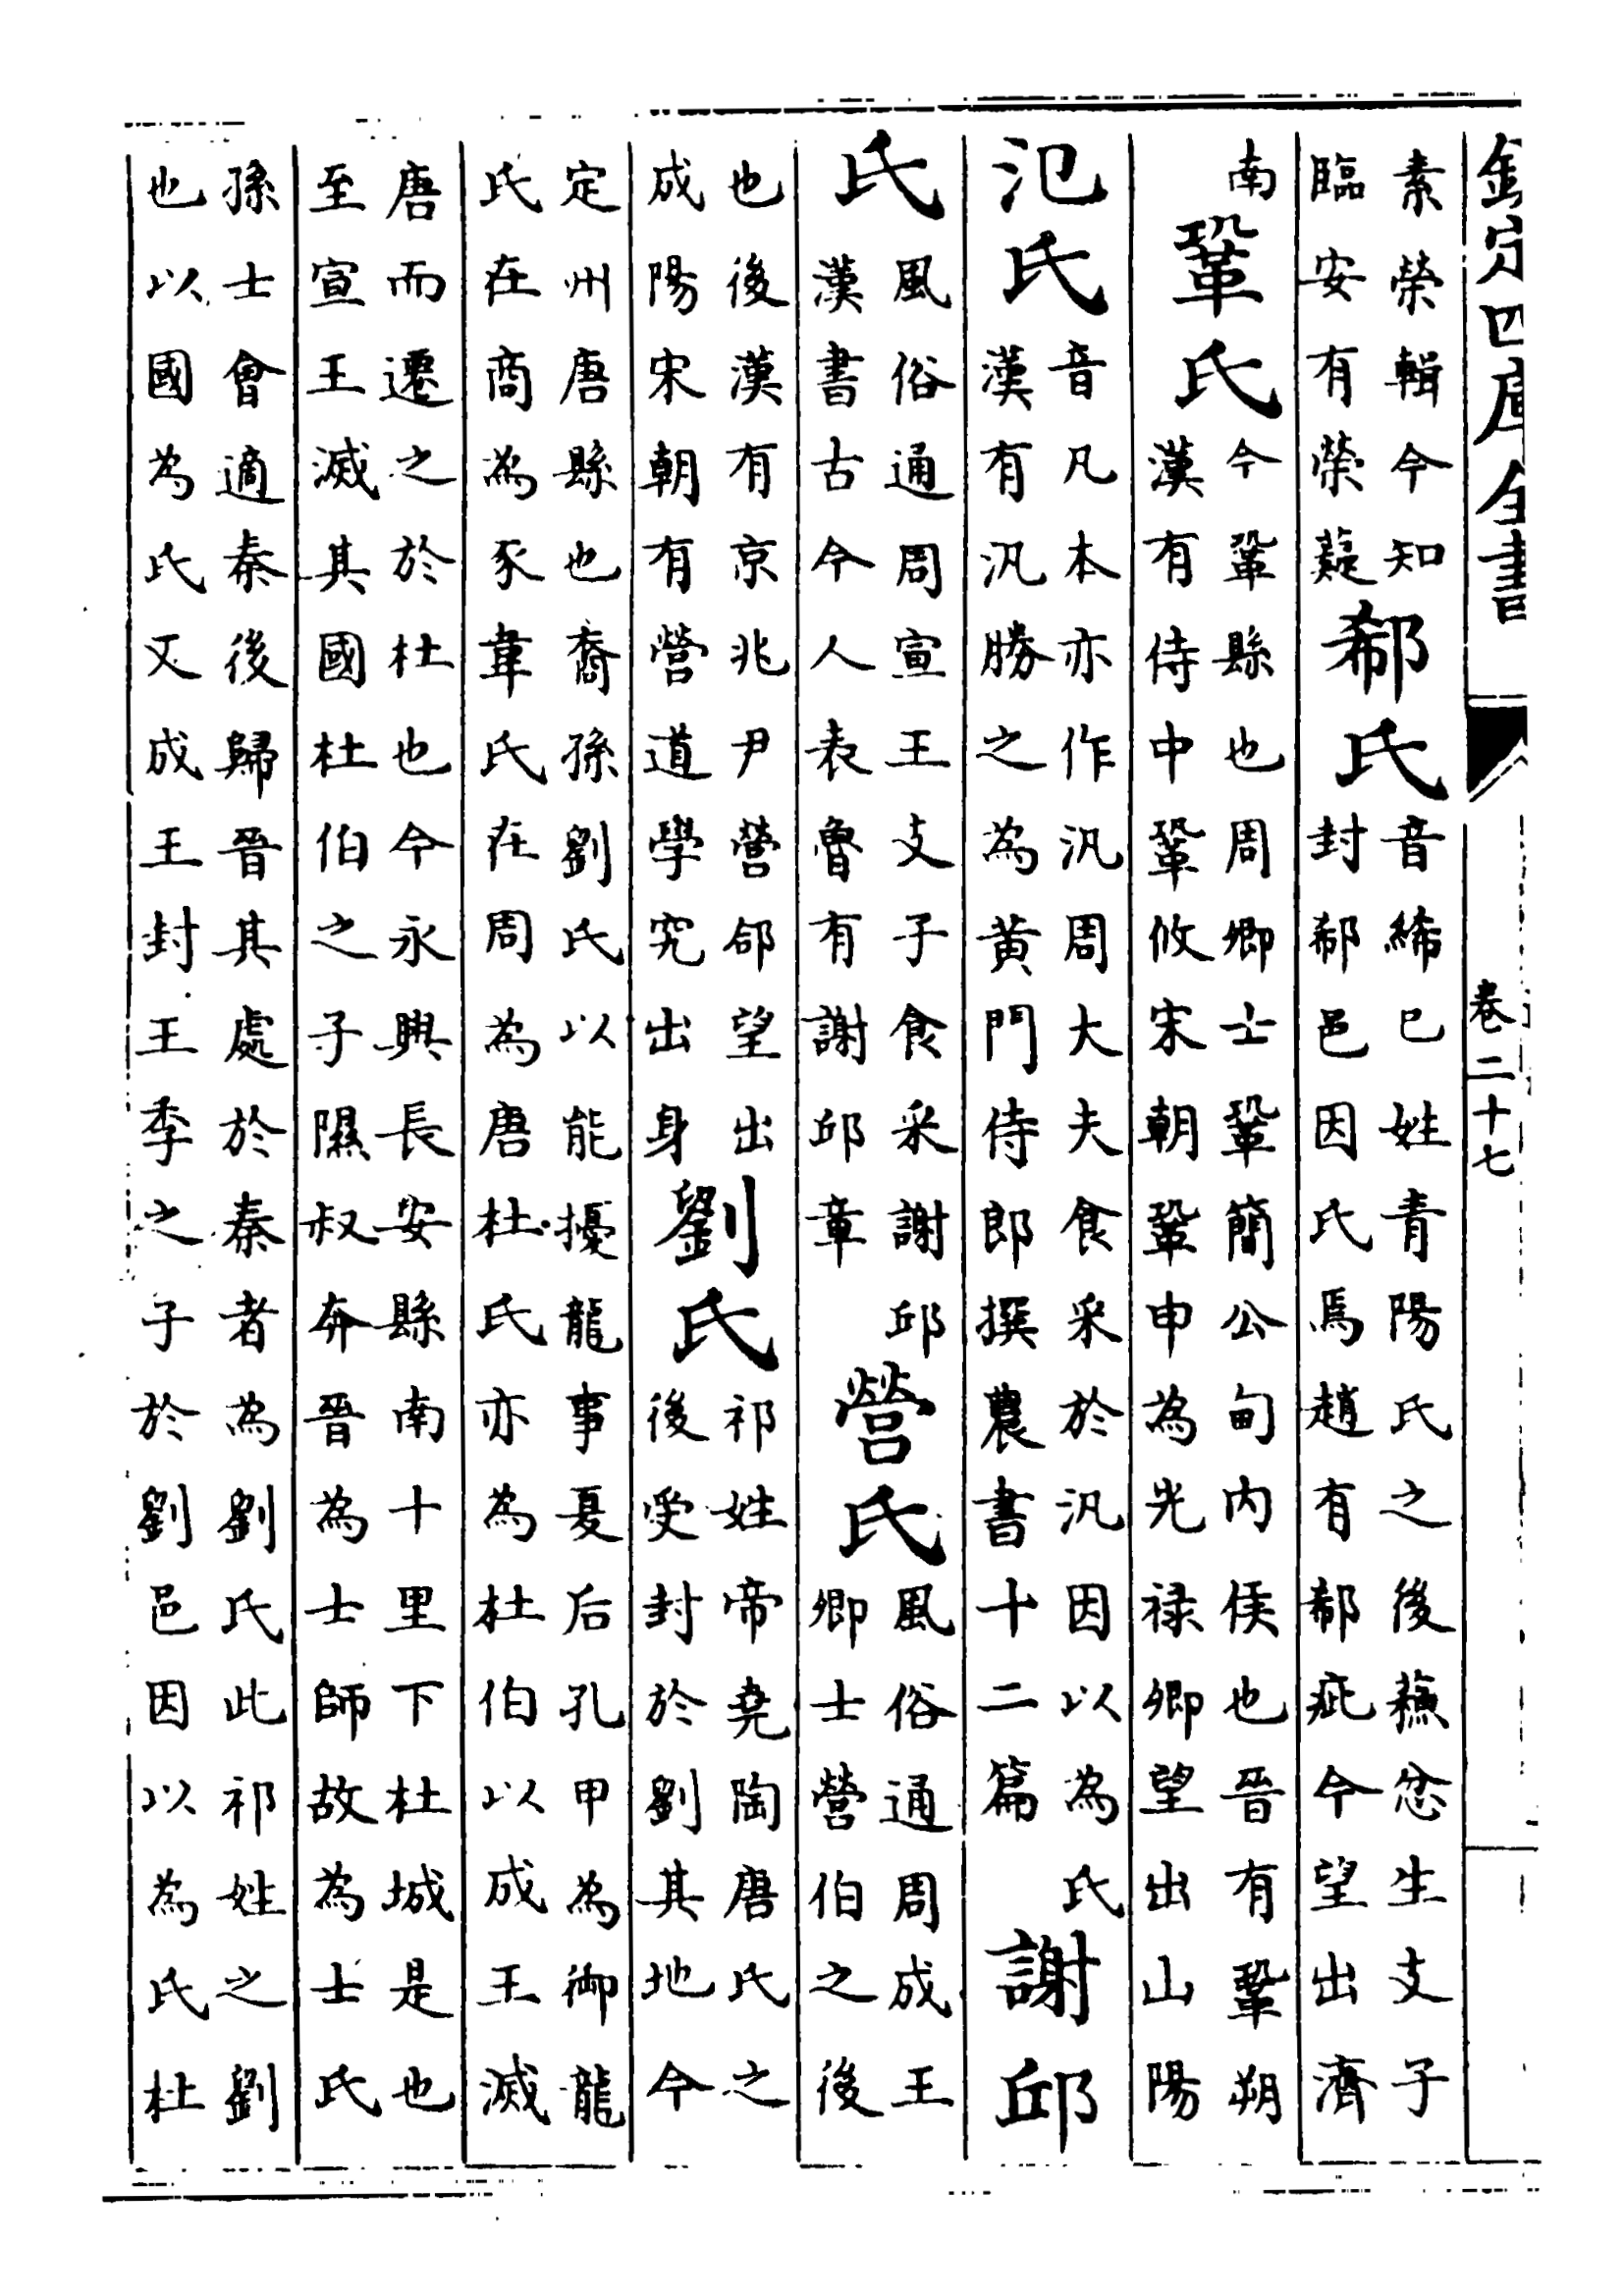 欽定四庫全書 卷二十七
素榮輯今知
臨安有榮薿
郗氏
音絺巳姓青陽氏之後蘇忿生支子
封郗邑因氏焉趙有郗疵今望出濟
南
鞏氏
今鞏縣也周卿士鞏簡公甸内侯也晉有鞏朔
漢有侍中鞏攸宋朝鞏申為光禄卿望出山陽
氾氏
音凡本亦作汎周大夫食采於汎因以為氏
漢有汎勝之為黄門侍郎撰農書十二篇
謝邱
氏
風俗通周宣王支子食采謝邱
漢書古今人表魯有謝邱章
營氏
風俗通周成王
卿士營伯之後
也後漢有京兆尹營郃望出
成陽宋朝有營道學究出身
劉氏
祁姓帝堯陶唐氏之
後受封於劉其地今
定州唐縣也裔孫劉氏以能擾龍事夏后孔甲為御龍
氏在商為豕韋氏在周為唐杜氏亦為杜伯以成王滅
唐而遷之於杜也今永興長安縣南十里下杜城是也
至宣王滅其國杜伯之子隰叔奔晉為士師故為士氏
孫士會適秦後歸晉其處於秦者為劉氏此祁姓之劉
也以國為氏又成王封王季之子於劉邑因以為氏杜